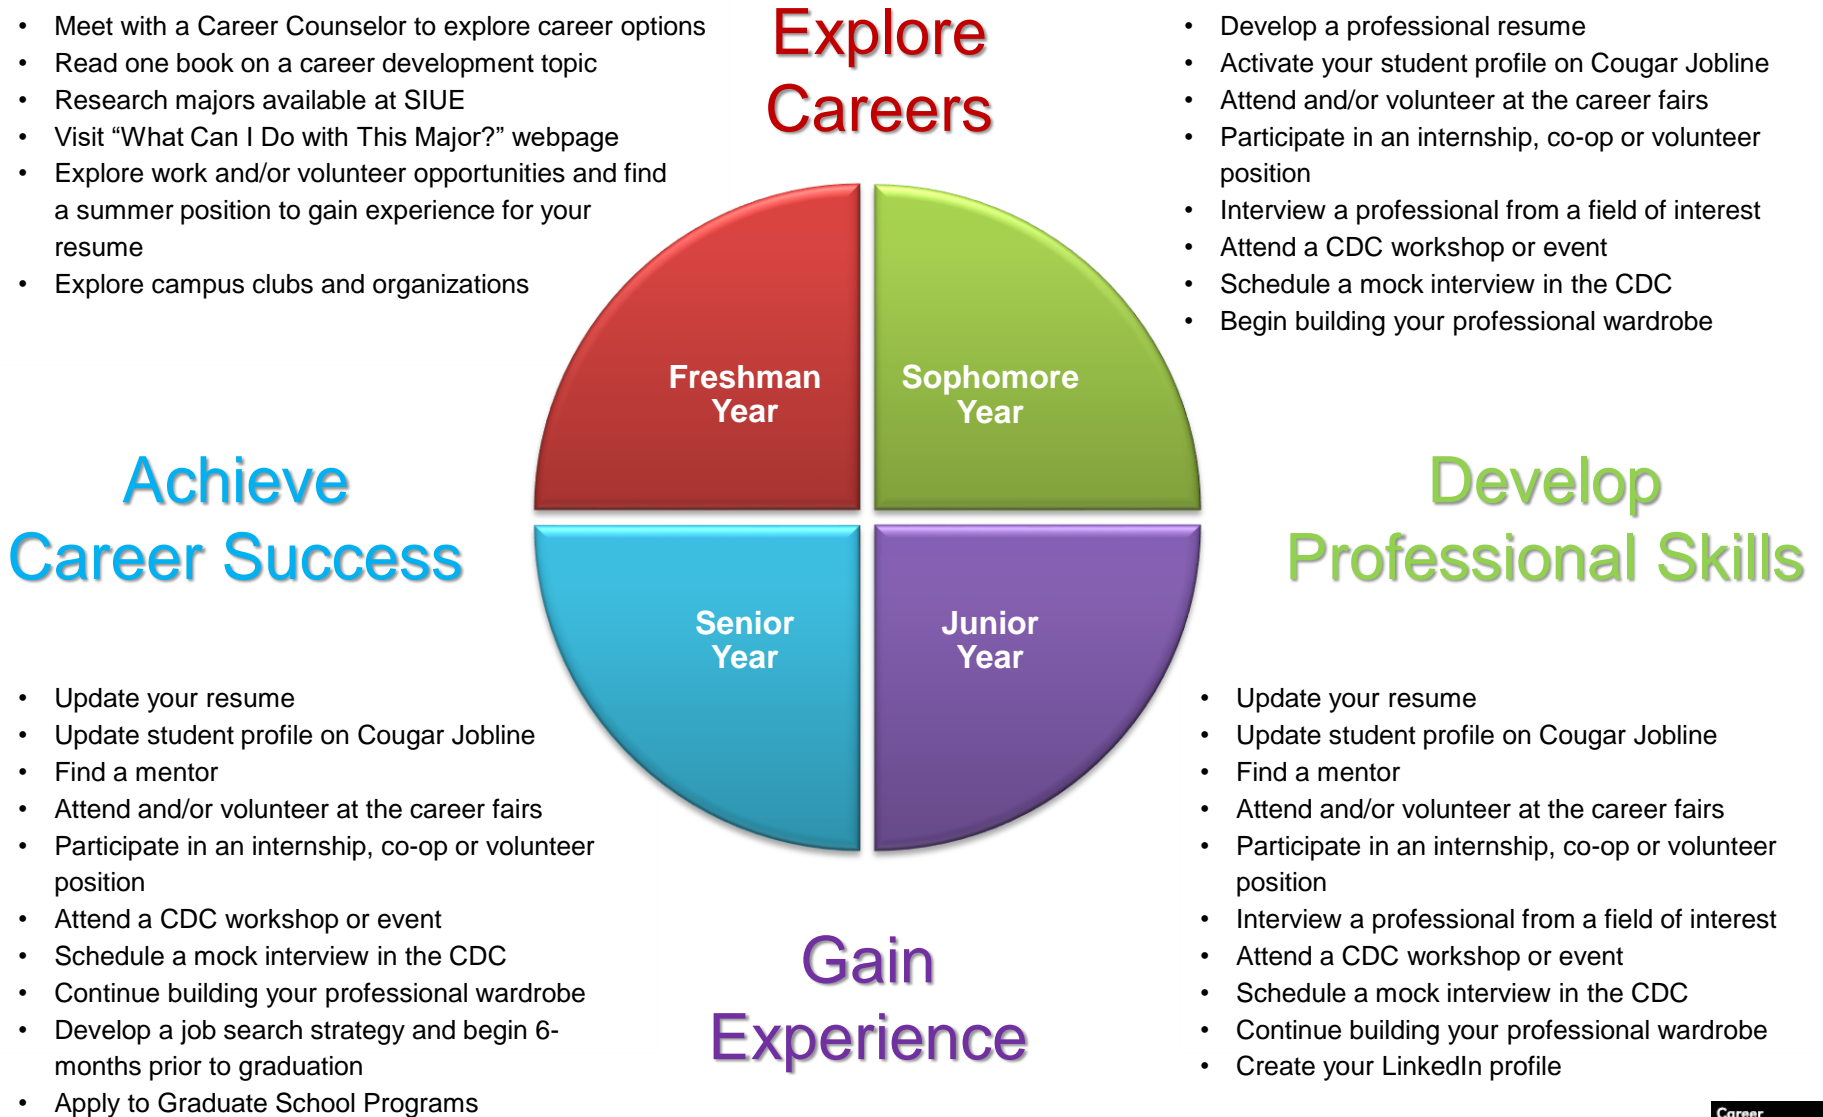 Explore
Careers
• Meet with a Career Counselor to explore career options
• Read one book on a career development topic
• Research majors available at SIUE
• Visit “What Can I Do with This Major?” webpage
• Explore work and/or volunteer opportunities and find
a summer position to gain experience for your
resume
• Explore campus clubs and organizations
• Develop a professional resume
• Activate your student profile on Cougar Jobline
• Attend and/or volunteer at the career fairs
• Participate in an internship, co-op or volunteer
position
• Interview a professional from a field of interest
• Attend a CDC workshop or event
• Schedule a mock interview in the CDC
• Begin building your professional wardrobe
Freshman
Year
Sophomore
Year
Achieve
Career Success
Develop
Professional Skills
Senior
Year
Junior
Year
• Update your resume
• Update student profile on Cougar Jobline
• Find a mentor
• Attend and/or volunteer at the career fairs
• Participate in an internship, co-op or volunteer
position
• Attend a CDC workshop or event
• Schedule a mock interview in the CDC
• Continue building your professional wardrobe
• Develop a job search strategy and begin 6-
months prior to graduation
• Apply to Graduate School Programs
• Update your resume
• Update student profile on Cougar Jobline
• Find a mentor
• Attend and/or volunteer at the career fairs
• Participate in an internship, co-op or volunteer
position
• Interview a professional from a field of interest
• Attend a CDC workshop or event
• Schedule a mock interview in the CDC
• Continue building your professional wardrobe
• Create your LinkedIn profile
Gain
Experience
Career